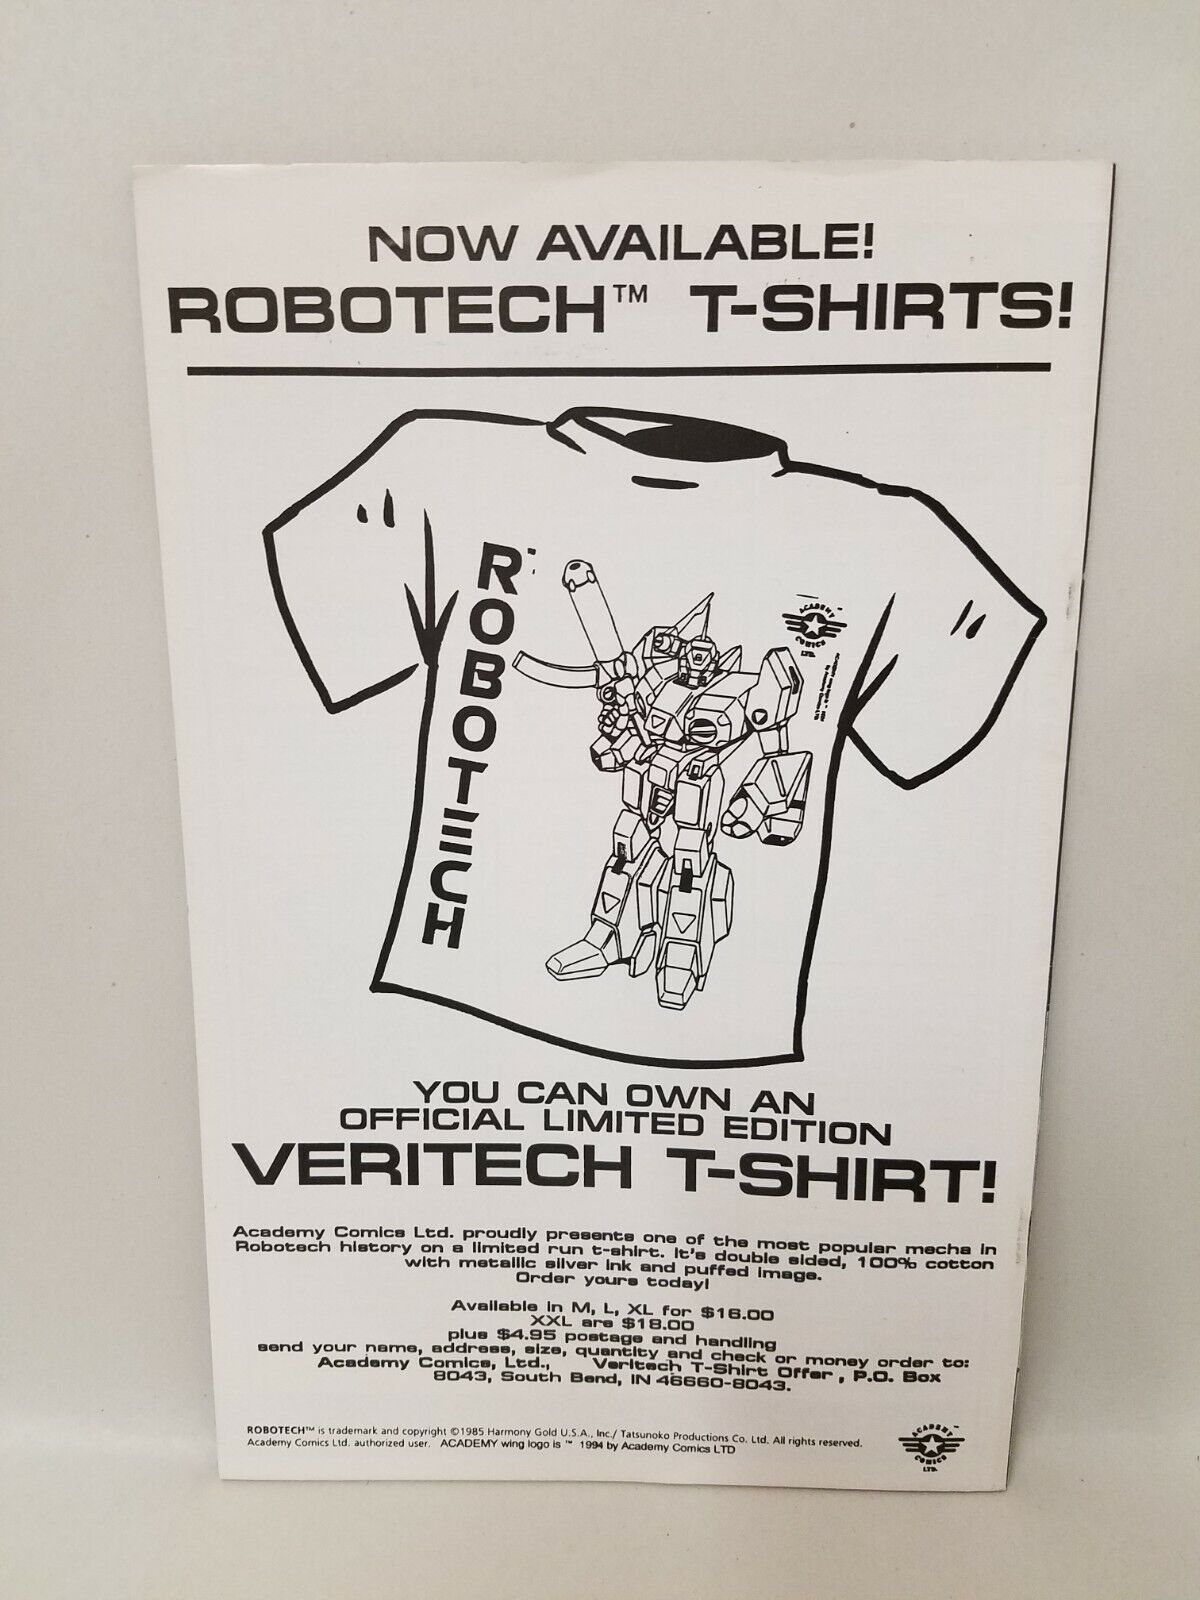 NOW AVAILABLE!
ROBOTECH™ T-SHIRTS!
ROBOTECH
ACADEMY
COMICS
LTD.
YOU CAN OWN AN
OFFICIAL LIMITED EDITION
VERITECH T-SHIRT!
Academy Comics Ltd. proudly presents one of the most popular mecha in
Robotech history on a limited run t-shirt. It's double sided, 100% cotton
with metallic silver ink and puffed image.
Order yours today!
Available in M, L, XL for $16.00
XXL are $18.00
plus $4.95 postage and handling
send your name, address, size, quantity and check or money order to:
Academy Comics, Ltd., Veritech T-Shirt Offer, P.O. Box
8043, South Bend, IN 46660-8043.
ROBOTECH™ is trademark and copyright ©1985 Harmony Gold U.S.A., Inc./ Tatsunoko Productions Co. Ltd. All rights reserved.
Academy Comics Ltd. authorized user. ACADEMY wing logo is ™ 1994 by Academy Comics LTD
ACADEMY
COMICS
LTD.